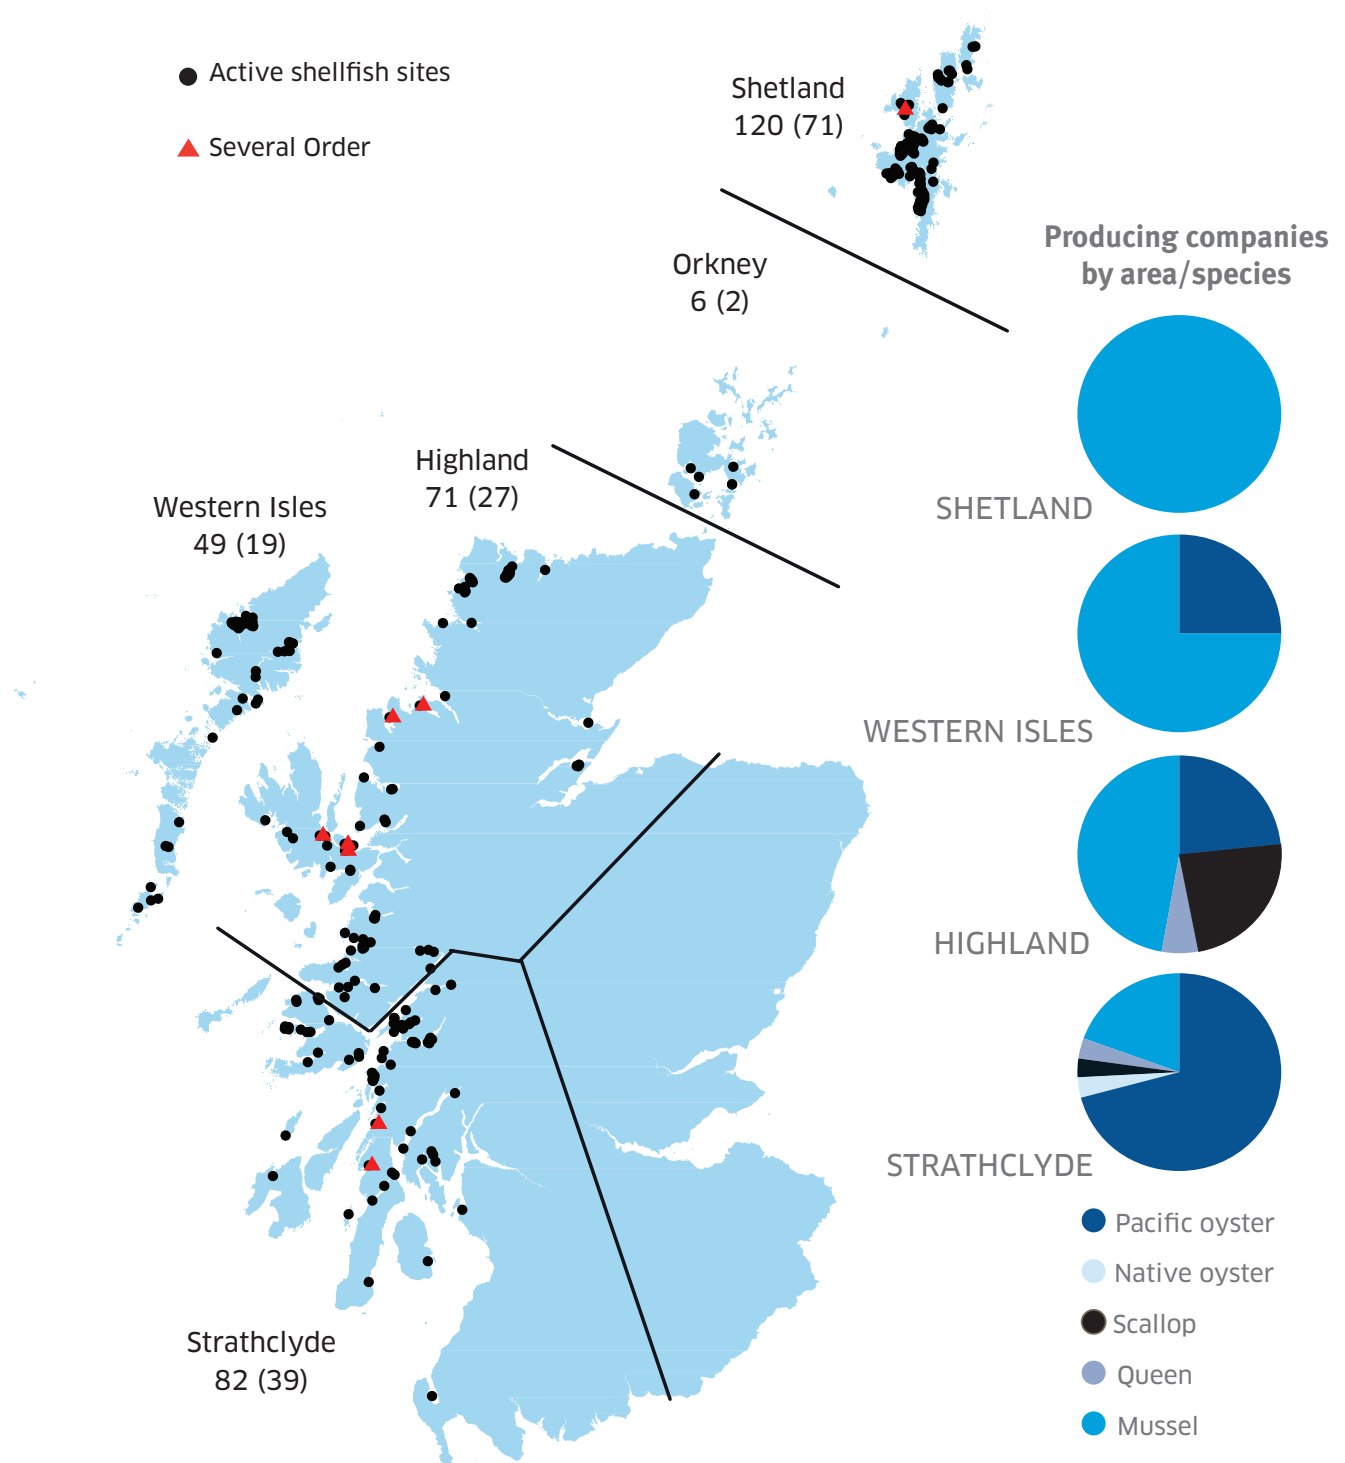 Active shellfish sites
Several Order
Shetland
120 (71)
Orkney
6 (2)
Highland
71 (27)
Western Isles
49 (19)
Strathclyde
82 (39)
Producing companies
by area/species
SHETLAND
WESTERN ISLES
HIGHLAND
STRATHCLYDE
Pacific oyster
Native oyster
Scallop
Queen
Mussel